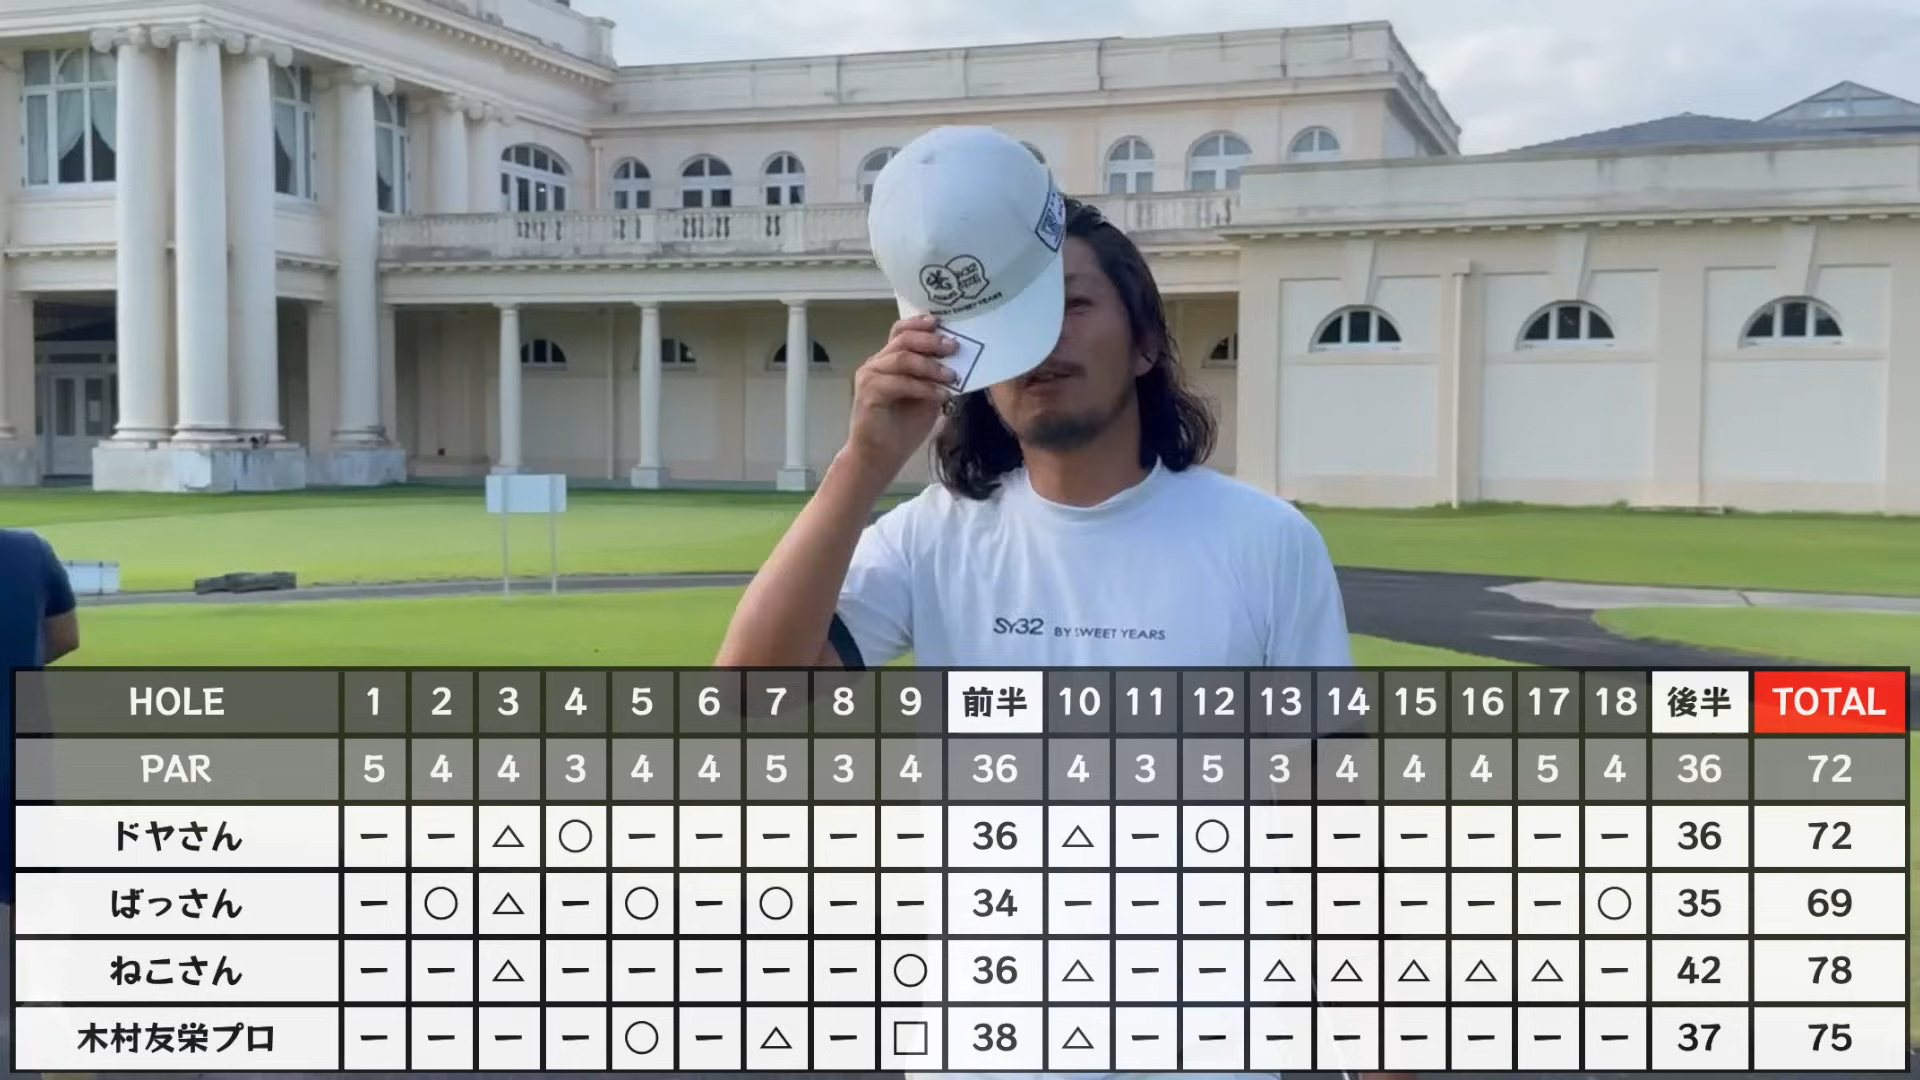 SY32 BY SWEET YEARS
HOLE 1 2 3 4 5 6 7 8 9 前半 10 11 12 13 14 15 16 17 18 後半 TOTAL
PAR 5 4 4 3 4 4 5 3 4 36 4 3 5 3 4 4 4 5 4 36 72
ドヤさん − − △ ○ − − − − − 36 △ − ○ − − − − − − 36 72
ばっさん − ○ △ − ○ − ○ − − 34 − − − − − − − − ○ 35 69
ねこさん − − △ − − − − − ○ 36 △ − − △ △ △ △ △ − 42 78
木村友栄プロ − − − − ○ − △ − □ 38 △ − − − − − − − − 37 75